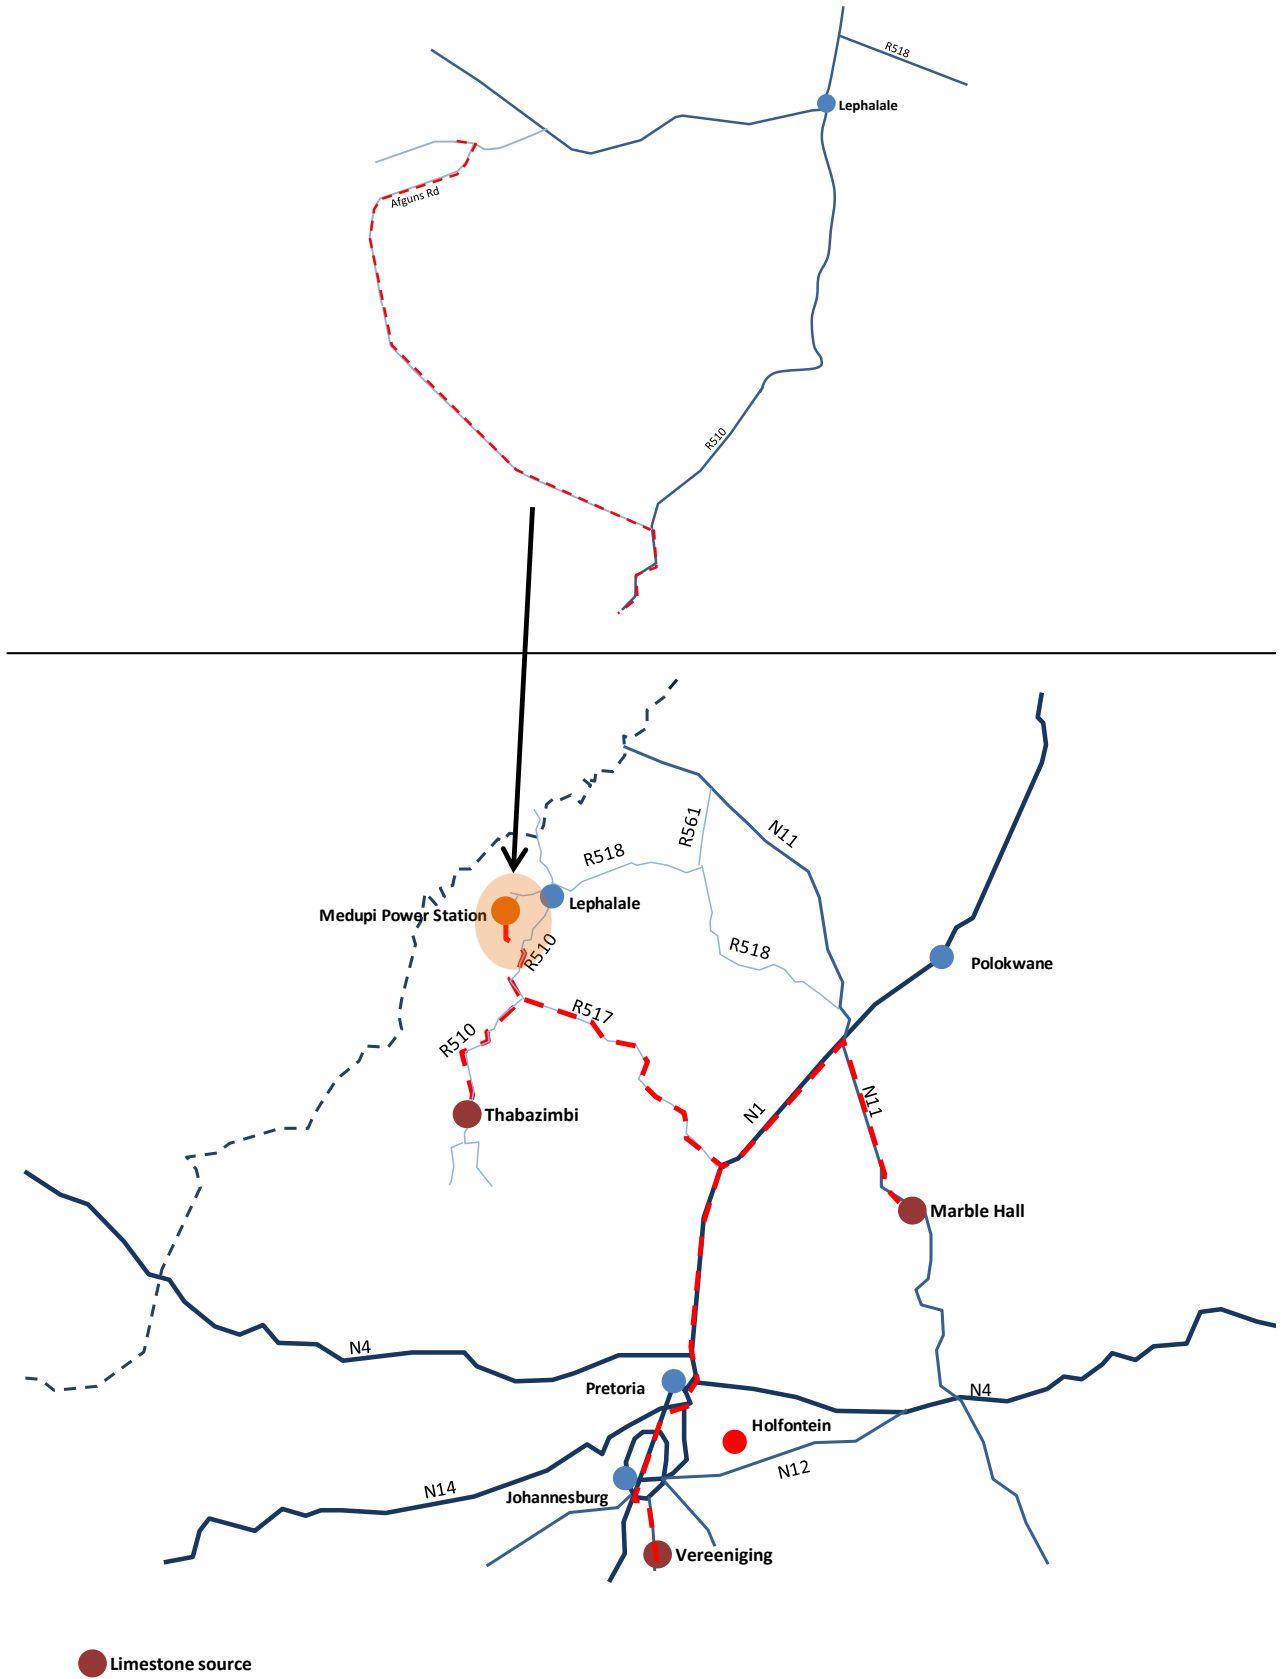 R518
Lephalale
Afguns Rd
R510
N11
R561
R518
Lephalale
Medupi Power Station
R510
R518
Polokwane
R517
R510
N11
N1
Thabazimbi
Marble Hall
N4
Pretoria
N4
Holfontein
N12
N14
Johannesburg
Vereeniging
Limestone source